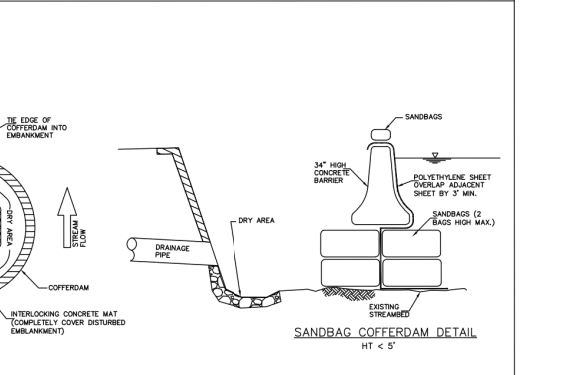 TIE EDGE OF
COFFERDAM INTO
EMBANKMENT
DRY AREA
STREAM
FLOW
COFFERDAM
INTERLOCKING CONCRETE MAT
(COMPLETELY COVER DISTURBED
EMBLANKMENT)
DRAINAGE
PIPE
DRY AREA
SANDBAGS
34" HIGH
CONCRETE
BARRIER
POLYETHYLENE SHEET
OVERLAP ADJACENT
SHEET BY 3' MIN.
SANDBAGS (2
BAGS HIGH MAX.)
EXISTING
STREAMBED
SANDBAG COFFERDAM DETAIL
HT < 5'